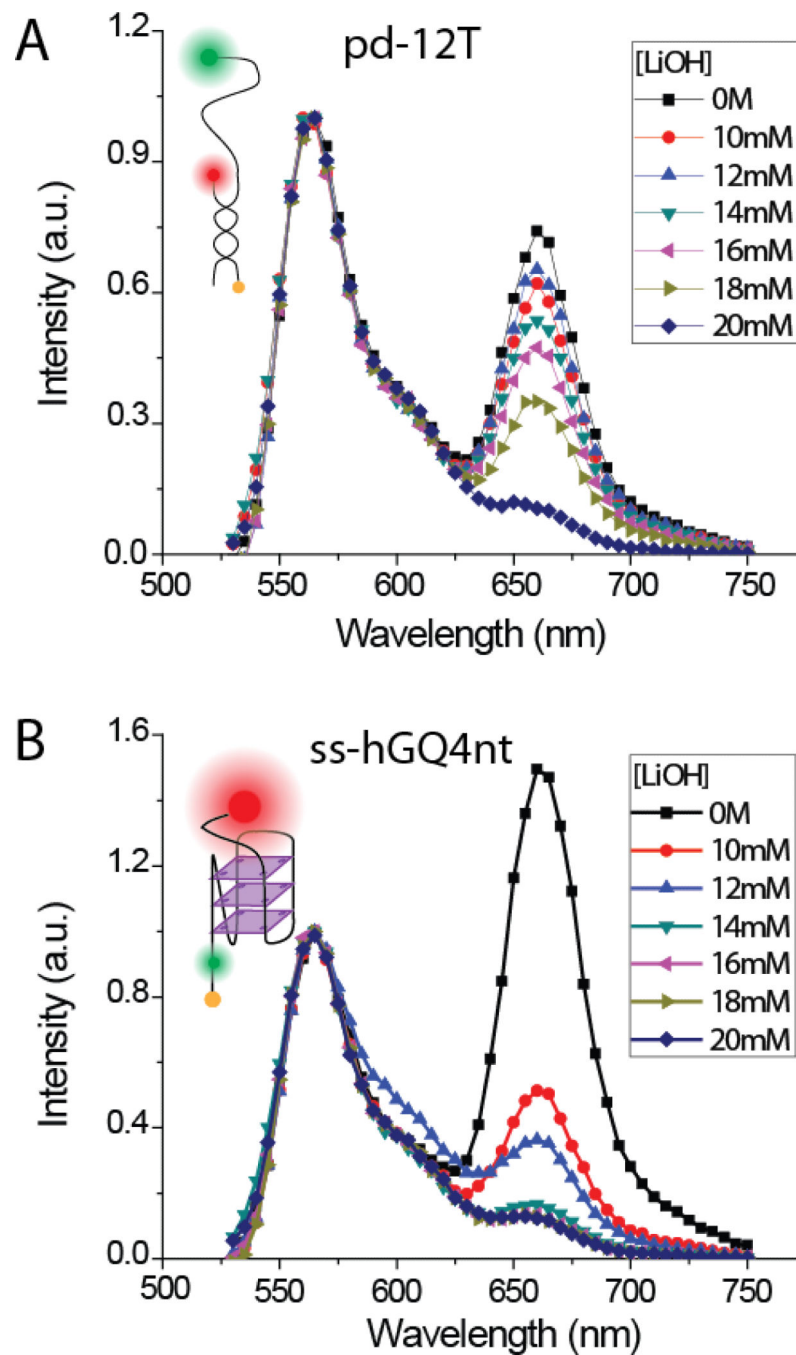 A
pd-12T
[LiOH]
0M
10mM
12mM
14mM
16mM
18mM
20mM
1.2
0.9
0.6
0.3
0.0
Intensity (a.u.)
500 550 600 650 700 750
Wavelength (nm)
B
ss-hGQ4nt
[LiOH]
0M
10mM
12mM
14mM
16mM
18mM
20mM
1.6
1.2
0.8
0.4
0.0
Intensity (a.u.)
500 550 600 650 700 750
Wavelength (nm)